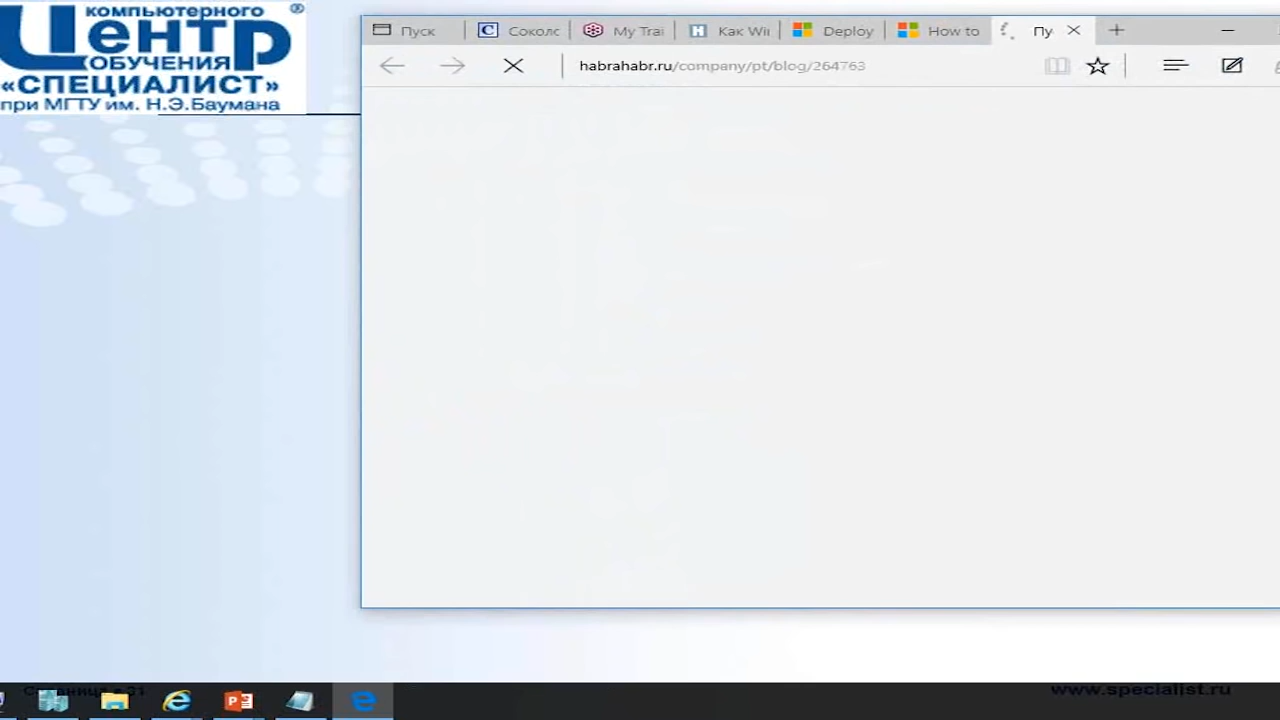 компьютерного
Центр
ОБУЧЕНИЯ
«СПЕЦИАЛИСТ»
при МГТУ им. Н.Э.Баумана
Пуск
Соколс
My Trai
Как Wii
Deploy
How to
Пу
habrahabr.ru/company/pt/blog/264763
www.specialist.ru